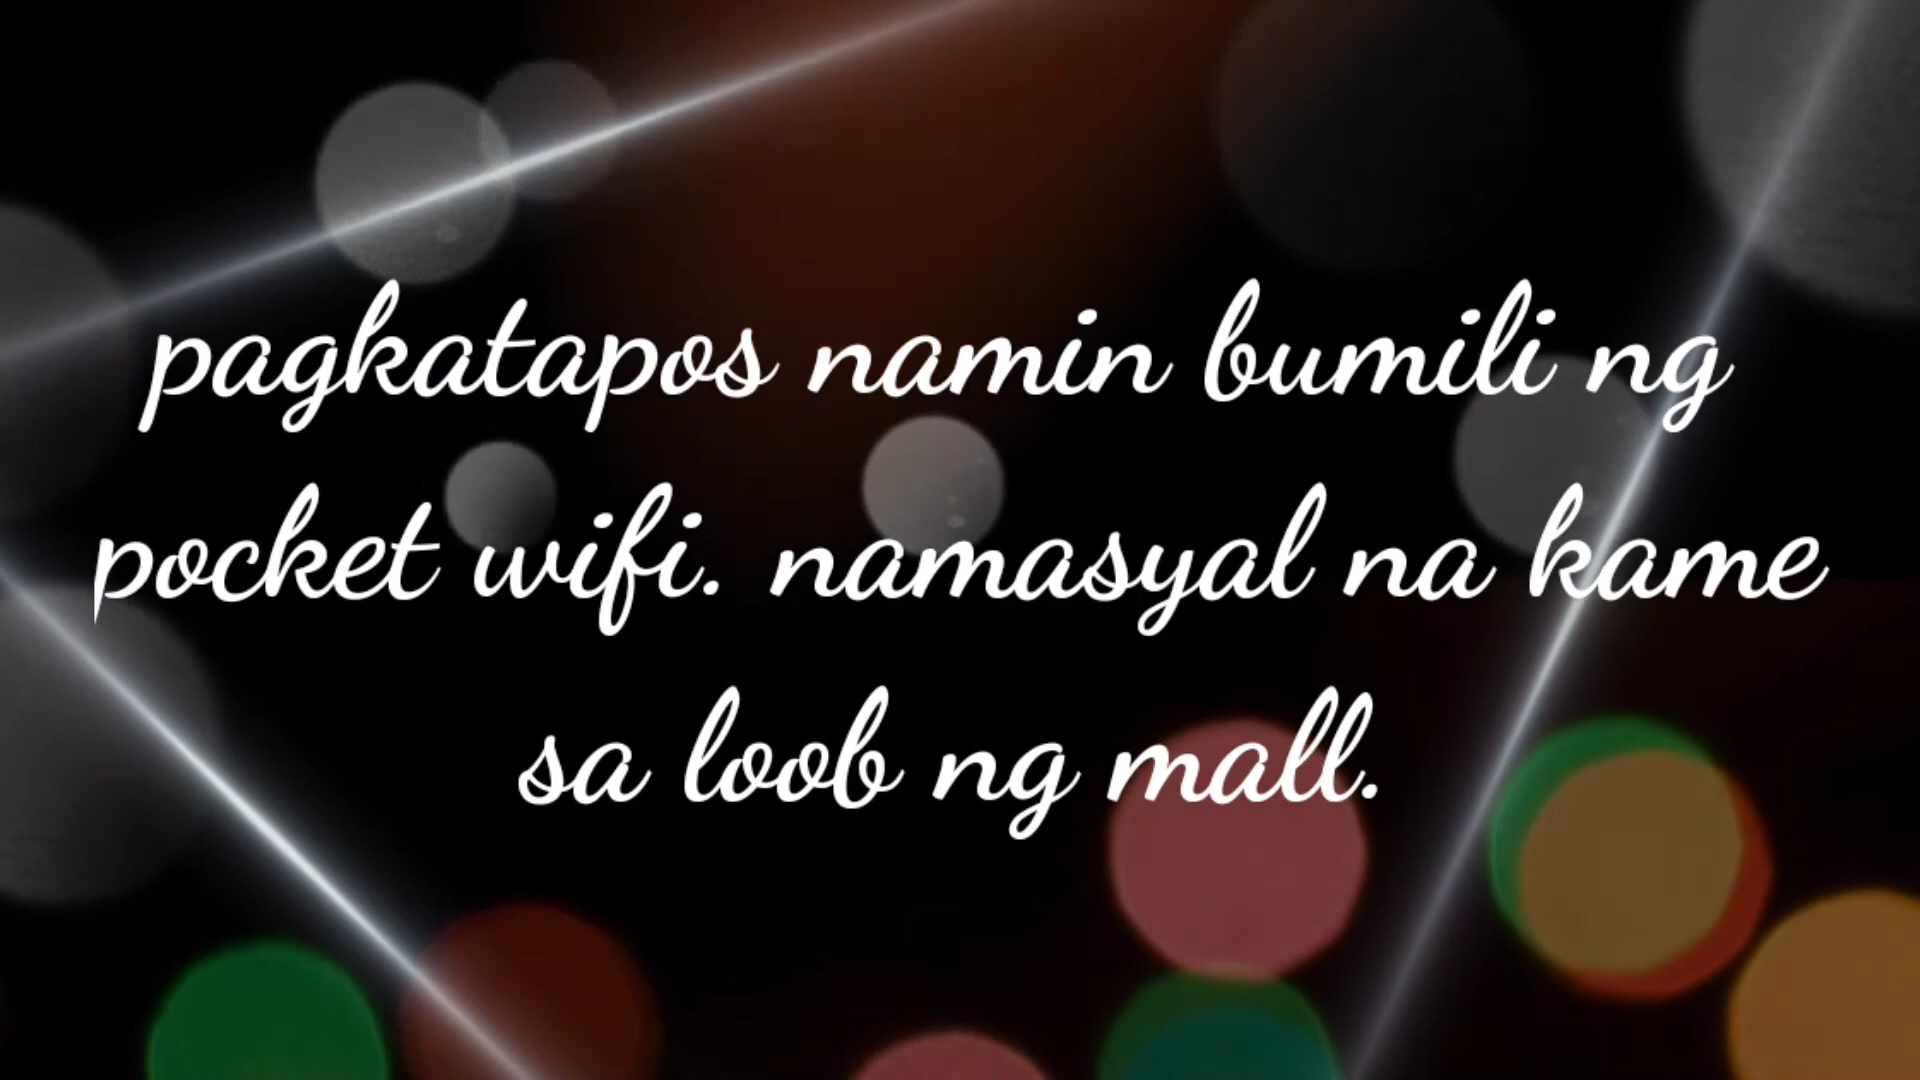 pagkatapos namin bumili ng
pocket wifi. namasyal na kame
sa loob ng mall.